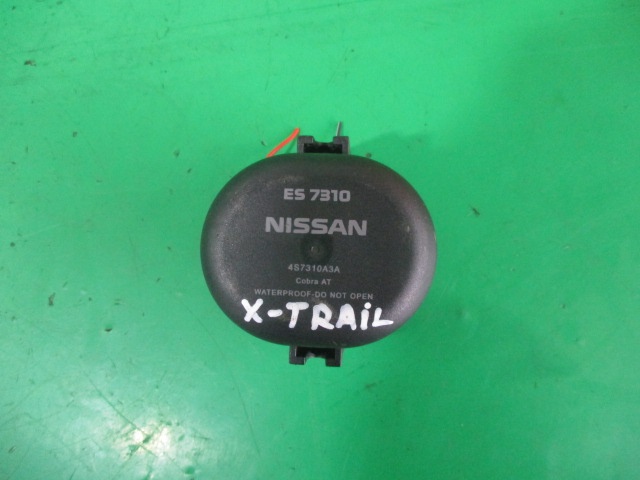 ES 7310
NISSAN
4S7310A3A
Cobra AT
WATERPROOF-DO NOT OPEN
X-TRAiL